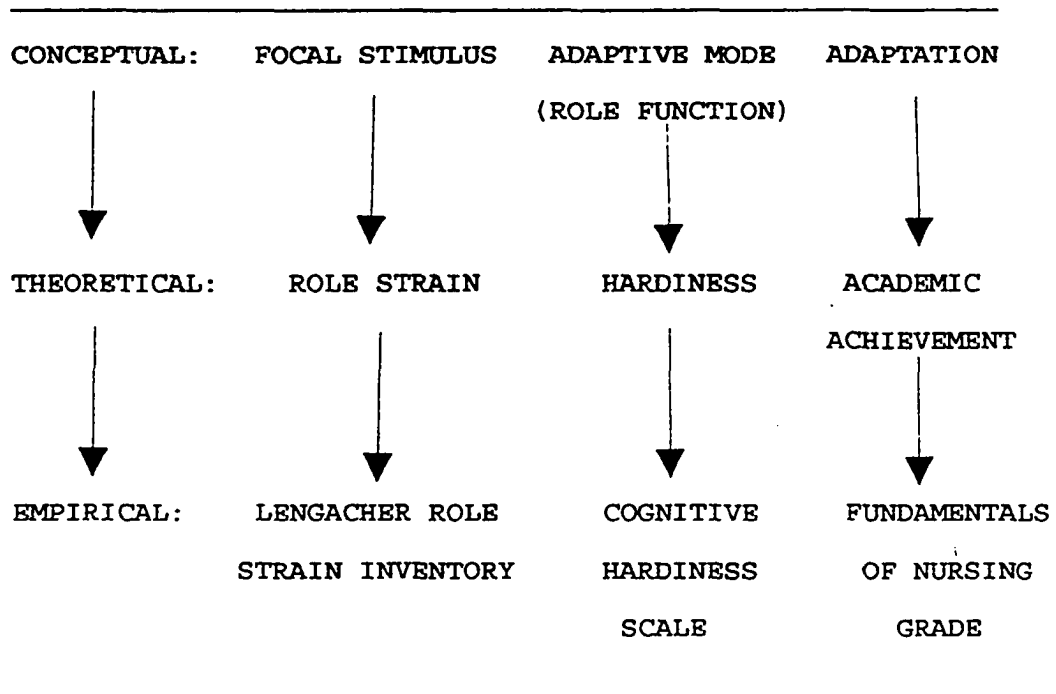 CONCEPTUAL: FOCAL STIMULUS ADAPTIVE MODE ADAPTATION
(ROLE FUNCTION)
THEORETICAL: ROLE STRAIN HARDINESS ACADEMIC
ACHIEVEMENT
EMPIRICAL: LENGACHER ROLE COGNITIVE FUNDAMENTALS
STRAIN INVENTORY HARDINESS OF NURSING
SCALE GRADE